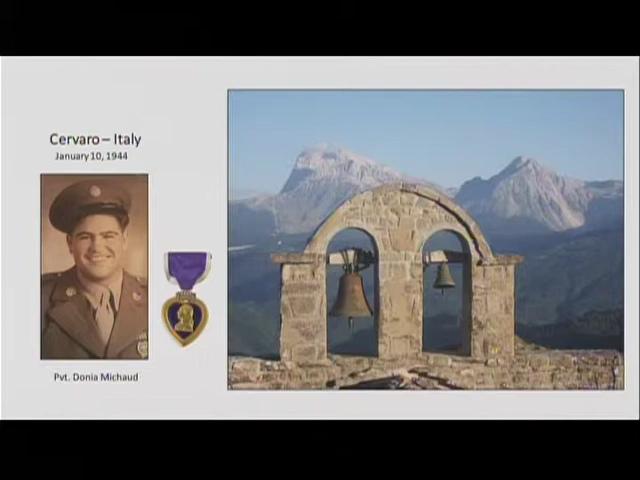 Cervaro – Italy
January 10, 1944
Pvt. Donia Michaud